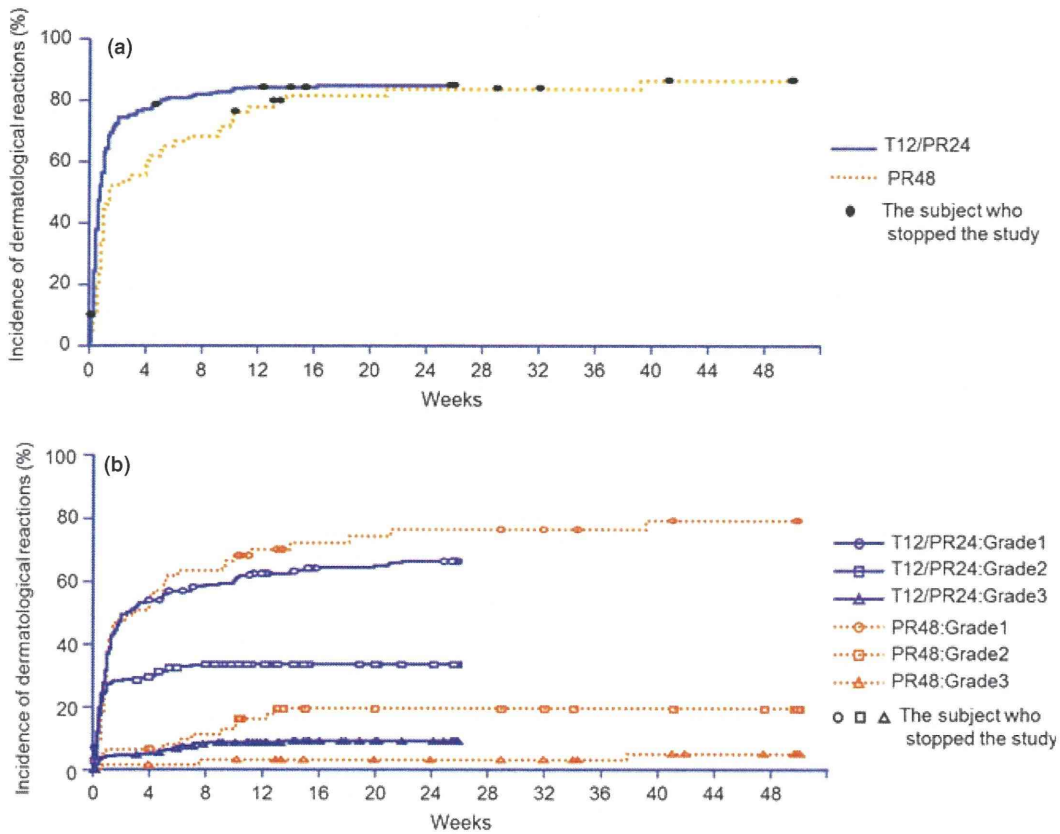 Incidence of dermatological reactions (%)
(a)
100
80
60
40
20
0
0 4 8 12 16 20 24 28 32 36 40 44 48
Weeks
T12/PR24
PR48
The subject who
stopped the study
Incidence of dermatological reactions (%)
(b)
100
80
60
40
20
0
0 4 8 12 16 20 24 28 32 36 40 44 48
Weeks
T12/PR24:Grade1
T12/PR24:Grade2
T12/PR24:Grade3
PR48:Grade1
PR48:Grade2
PR48:Grade3
The subject who
stopped the study